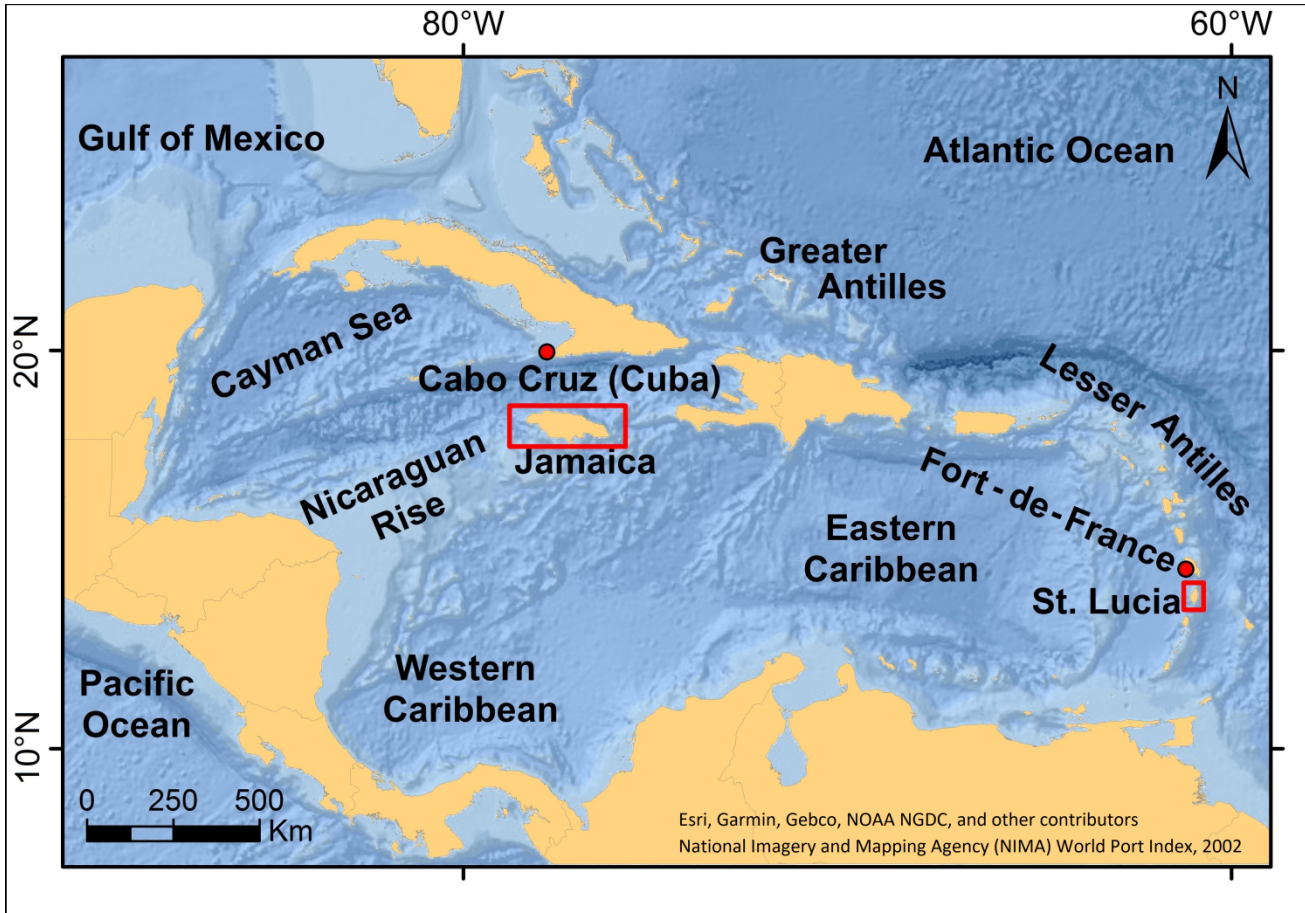 80°W
60°W
N
Gulf of Mexico
Atlantic Ocean
Greater
Antilles
20°N
Cayman Sea
Cabo Cruz (Cuba)
Lesser Antilles
Jamaica
Nicaraguan
Rise
Fort-de-France
Eastern
Caribbean
St. Lucia
Western
Caribbean
Pacific
Ocean
10°N
0 250 500
Km
Esri, Garmin, Gebco, NOAA NGDC, and other contributors
National Imagery and Mapping Agency (NIMA) World Port Index, 2002